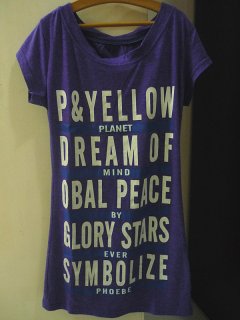 P&YELLOW
PLANET
DREAM OF
MIND
OBAL PEACE
BY
GLORY STARS
EVER
SYMBOLIZE
PHOEBE